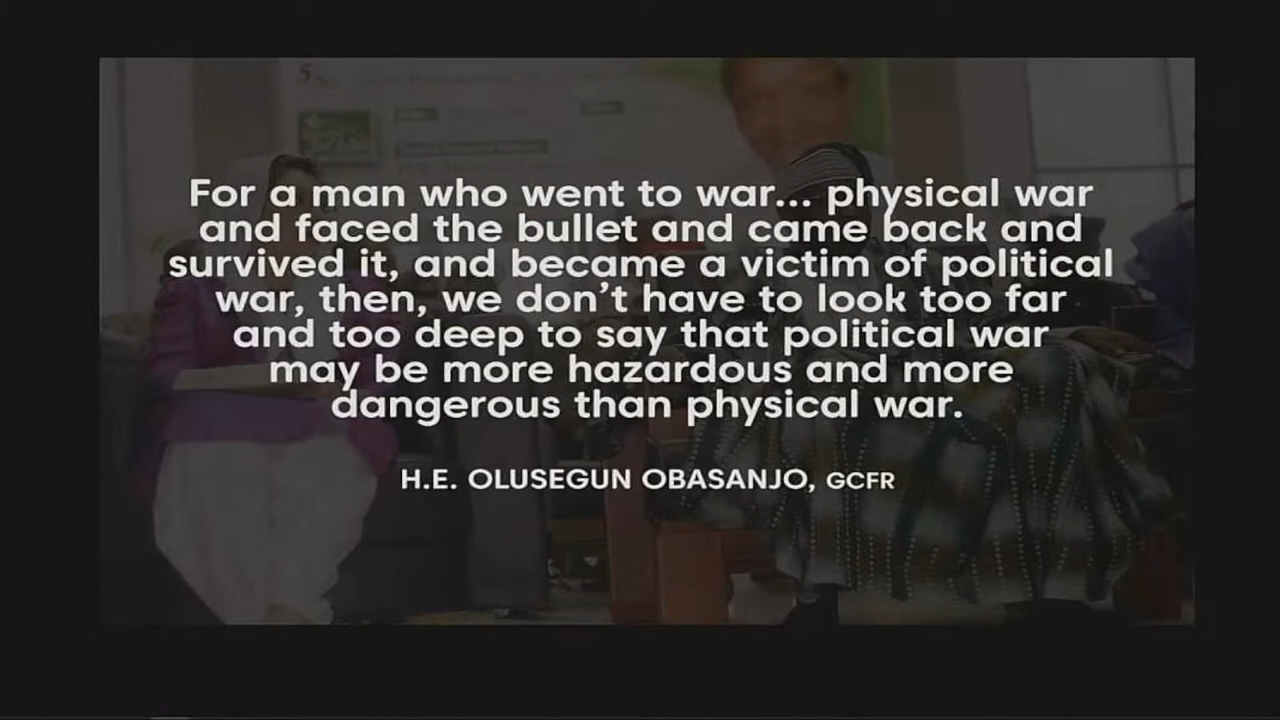 For a man who went to war... physical war
and faced the bullet and came back and
survived it, and became a victim of political
war, then, we don't have to look too far
and too deep to say that political war
may be more hazardous and more
dangerous than physical war.
H.E. OLUSEGUN OBASANJO, GCFR